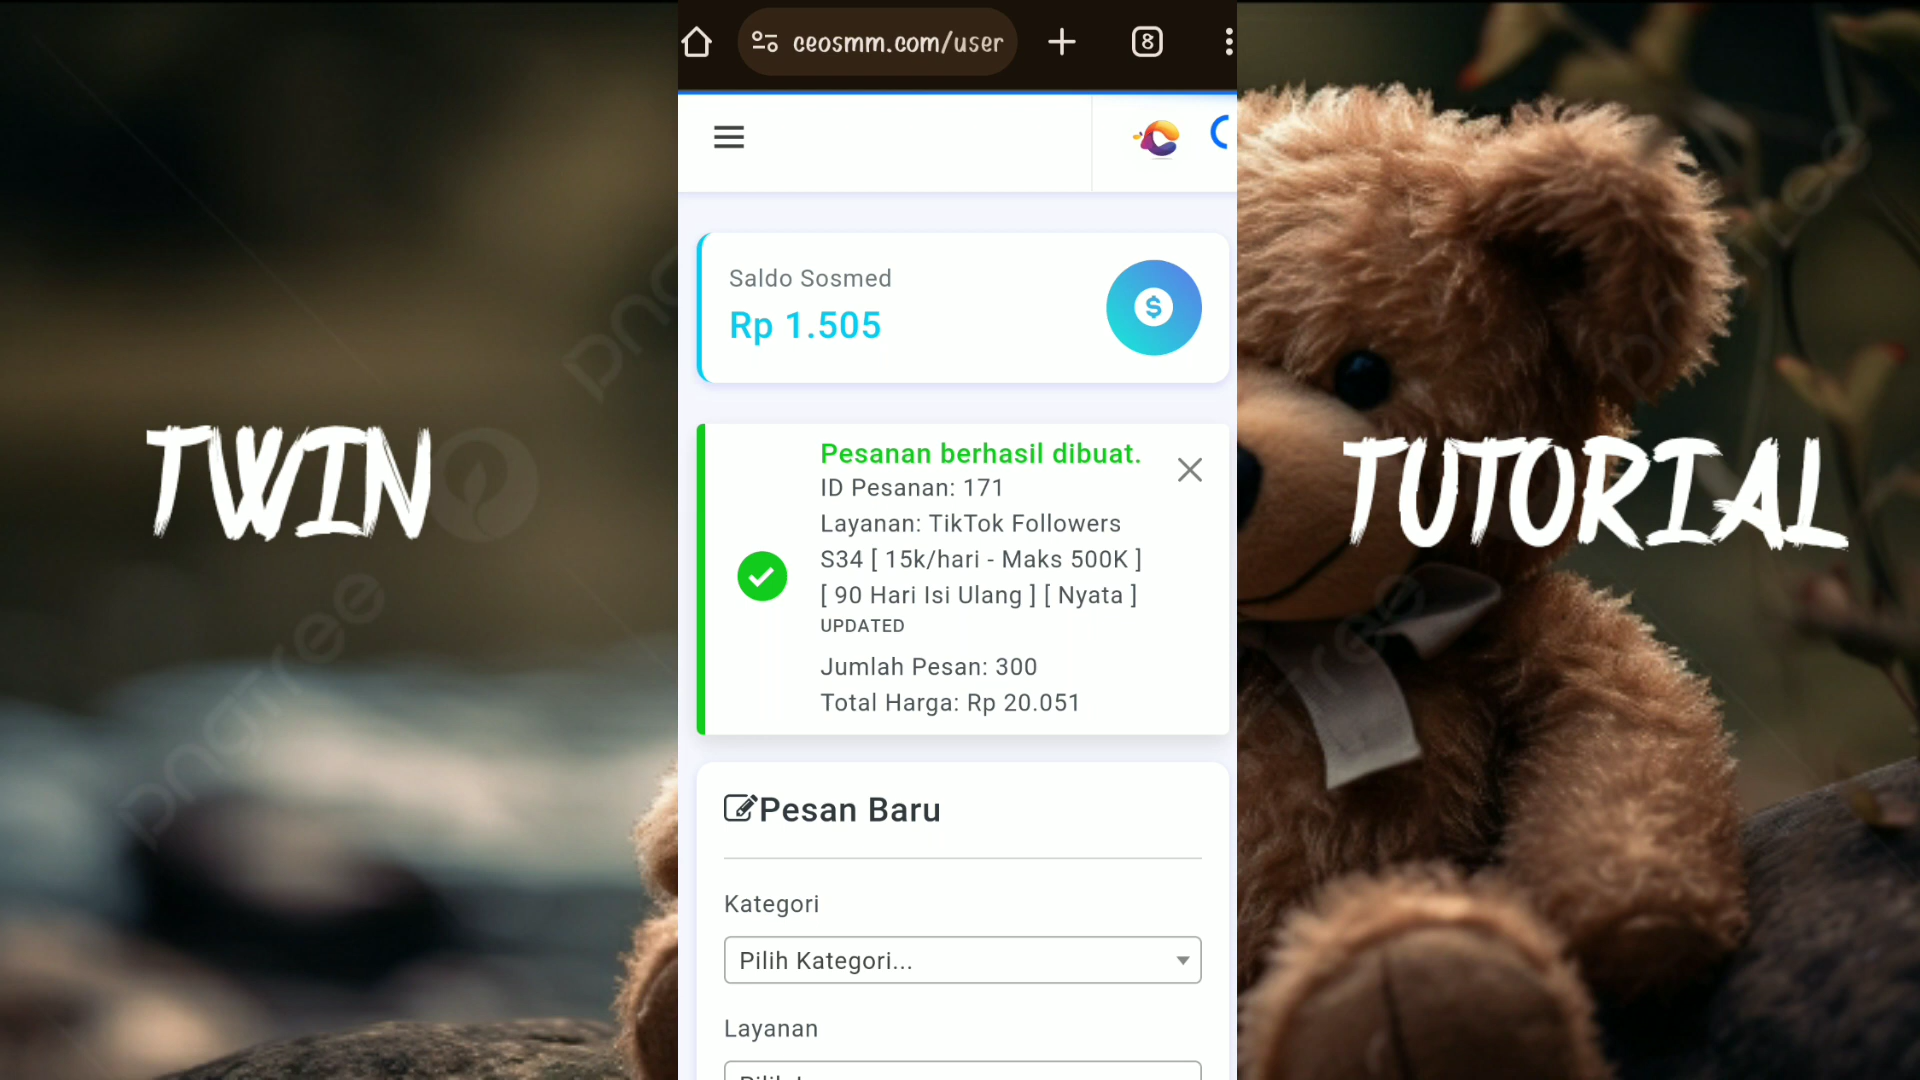 ceosmm.com/user
8
Saldo Sosmed
Rp 1.505
$
Pesanan berhasil dibuat.
ID Pesanan: 171
Layanan: TikTok Followers
S34 [ 15k/hari - Maks 500K ]
[ 90 Hari Isi Ulang ] [ Nyata ]
UPDATED
Jumlah Pesan: 300
Total Harga: Rp 20.051
Pesan Baru
Kategori
Pilih Kategori...
Layanan
TWIN
TUTORIAL
pngtree